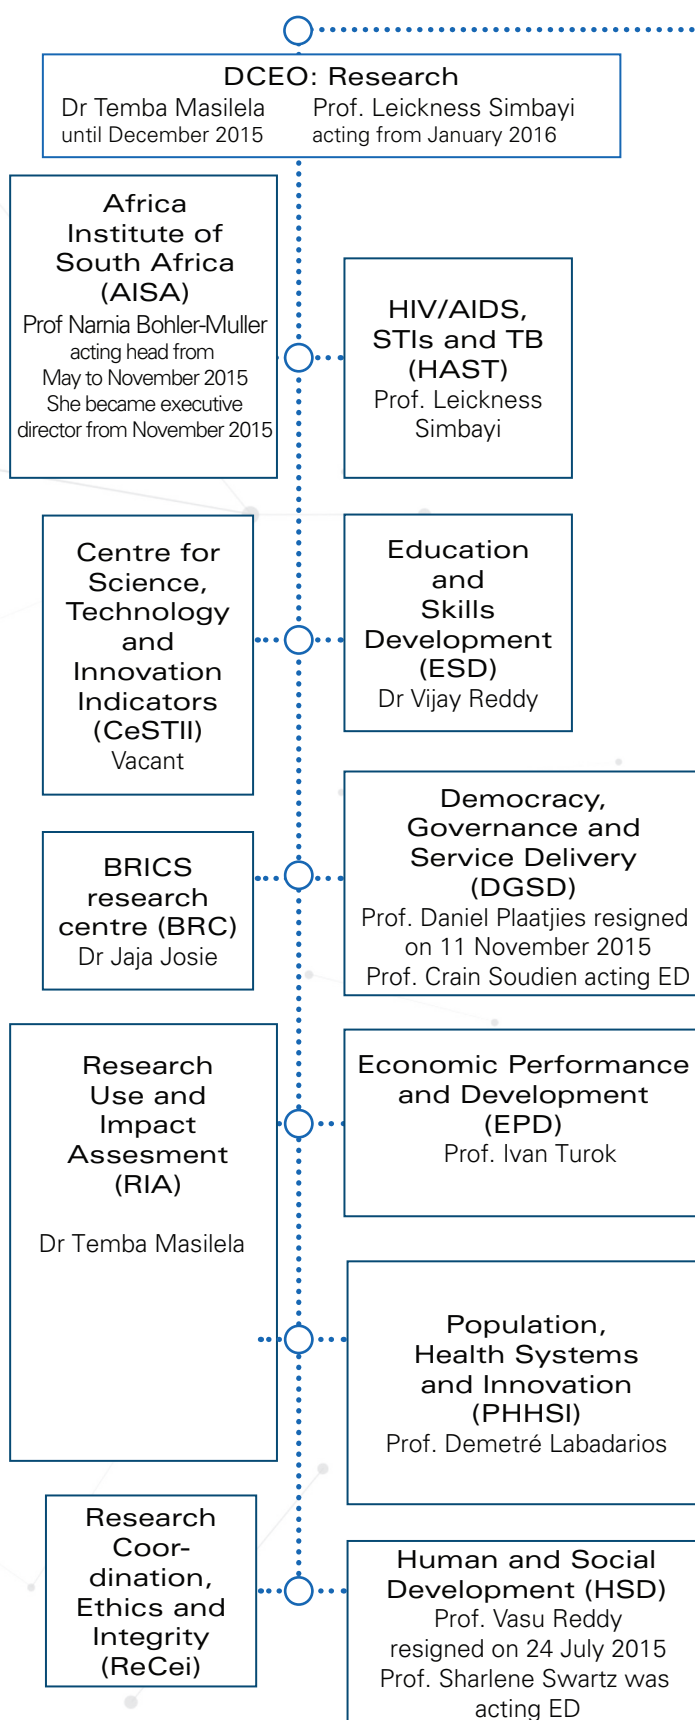 DCEO: Research
Dr Temba Masilela
until December 2015
Prof. Leickness Simbayi
acting from January 2016
Africa
Institute of
South Africa
(AISA)
Prof Narnia Bohler-Muller
acting head from
May to November 2015
She became executive
director from November 2015
HIV/AIDS,
STIs and TB
(HAST)
Prof. Leickness
Simbayi
Centre for
Science,
Technology
and
Innovation
Indicators
(CeSTII)
Vacant
Education
and
Skills
Development
(ESD)
Dr Vijay Reddy
BRICS
research
centre (BRC)
Dr Jaja Josie
Democracy,
Governance and
Service Delivery
(DGSD)
Prof. Daniel Plaatjies resigned
on 11 November 2015
Prof. Crain Soudien acting ED
Research
Use and
Impact
Assesment
(RIA)
Dr Temba Masilela
Economic Performance
and Development
(EPD)
Prof. Ivan Turok
Population,
Health Systems
and Innovation
(PHHSI)
Prof. Demetré Labadarios
Research
Coor-
dination,
Ethics and
Integrity
(ReCei)
Human and Social
Development (HSD)
Prof. Vasu Reddy
resigned on 24 July 2015
Prof. Sharlene Swartz was
acting ED